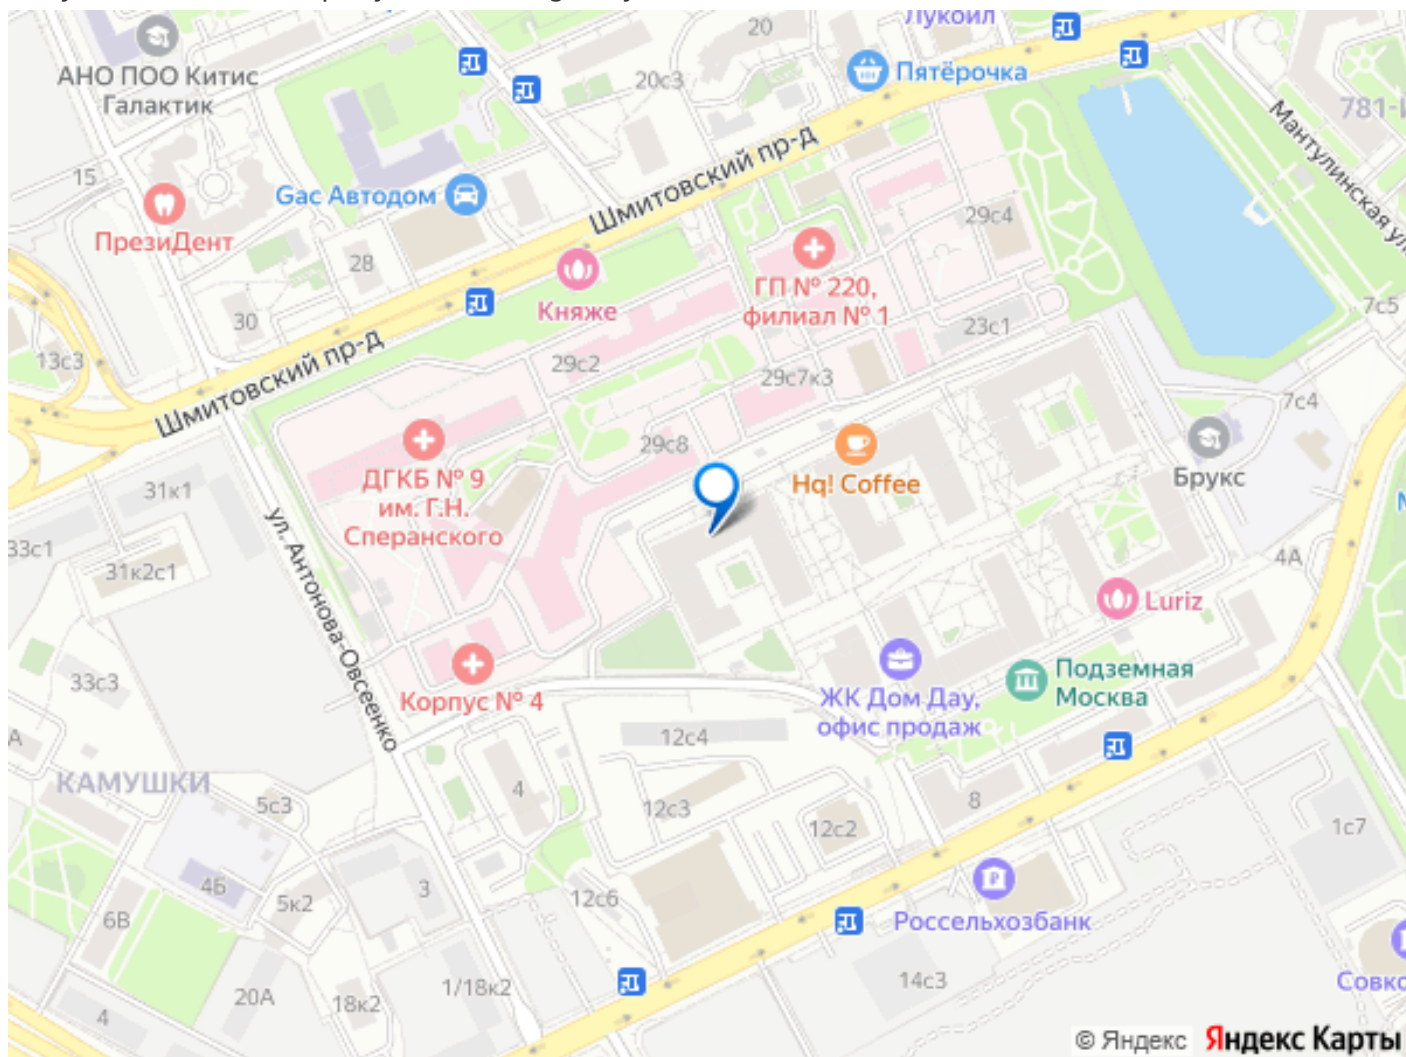 Лукойл
20
АНО ПОО Китис
Галактик
20с3
Пятёрочка
781-й
Мантулинская ул
15
Gac Автодом
Шмитовский пр-д
29с4
ПрезиДент
28
ГП № 220,
филиал № 1
Княже
30
7с5
23с1
13с3
Шмитовский пр-д
29с2
29с7к3
7с4
29с8
ДГКБ № 9
им. Г.Н.
Сперанского
Hq! Coffee
Брукс
31к1
33с1
31к2с1
ул. Антонова-Овсеенко
4А
Luriz
33с3
Корпус № 4
ЖК Дом Дау,
офис продаж
Подземная
Москва
12с4
КАМУШКИ
5с3
4
12с3
12с2
8
1с7
4Б
5к2
3
12с6
6В
Россельхозбанк
20А
18к2
1/18к2
14с3
Совко
4
© Яндекс Яндекс Карты